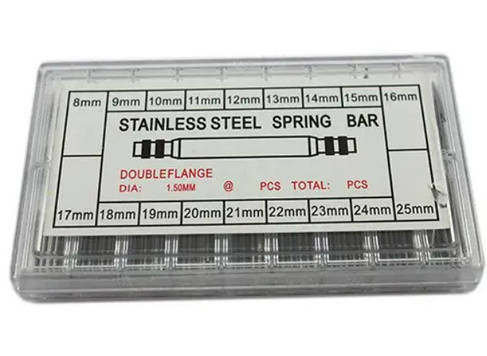 8mm 9mm 10mm 11mm 12mm 13mm 14mm 15mm 16mm
STAINLESS STEEL SPRING BAR
DOUBLEFLANGE
DIA: 1.50MM @ PCS TOTAL: PCS
17mm 18mm 19mm 20mm 21mm 22mm 23mm 24mm 25mm